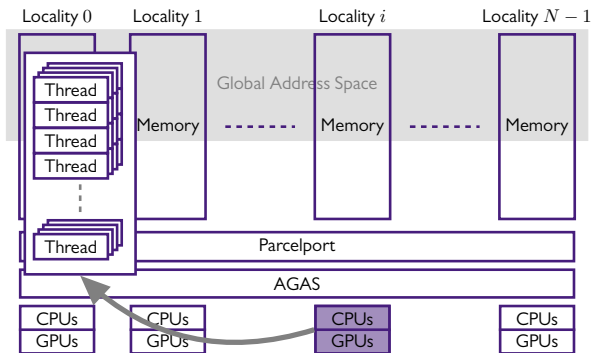 Locality 0 Locality 1 Locality i Locality N − 1
Global Address Space
Thread
Thread
Thread
Thread
Memory Memory Memory
Thread
Parcelport
AGAS
CPUs CPUs CPUs CPUs
GPUs GPUs GPUs GPUs